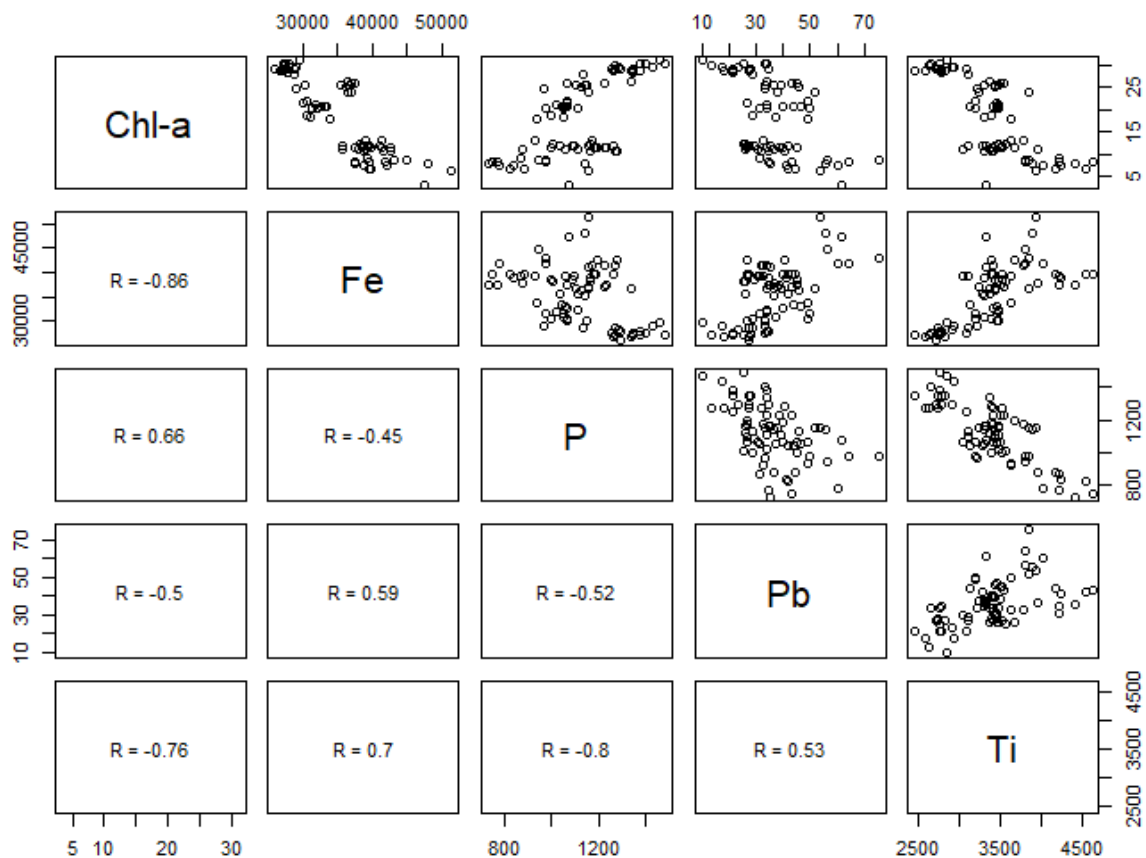 30000 40000 50000
10 30 50 70
Chl-a
5 15 25
30000 45000
R = -0.86
Fe
R = 0.66
R = -0.45
P
800 1200
10 30 50 70
R = -0.5
R = 0.59
R = -0.52
Pb
R = -0.76
R = 0.7
R = -0.8
R = 0.53
Ti
2500 3500 4500
5 10 20 30
800 1200
2500 3500 4500